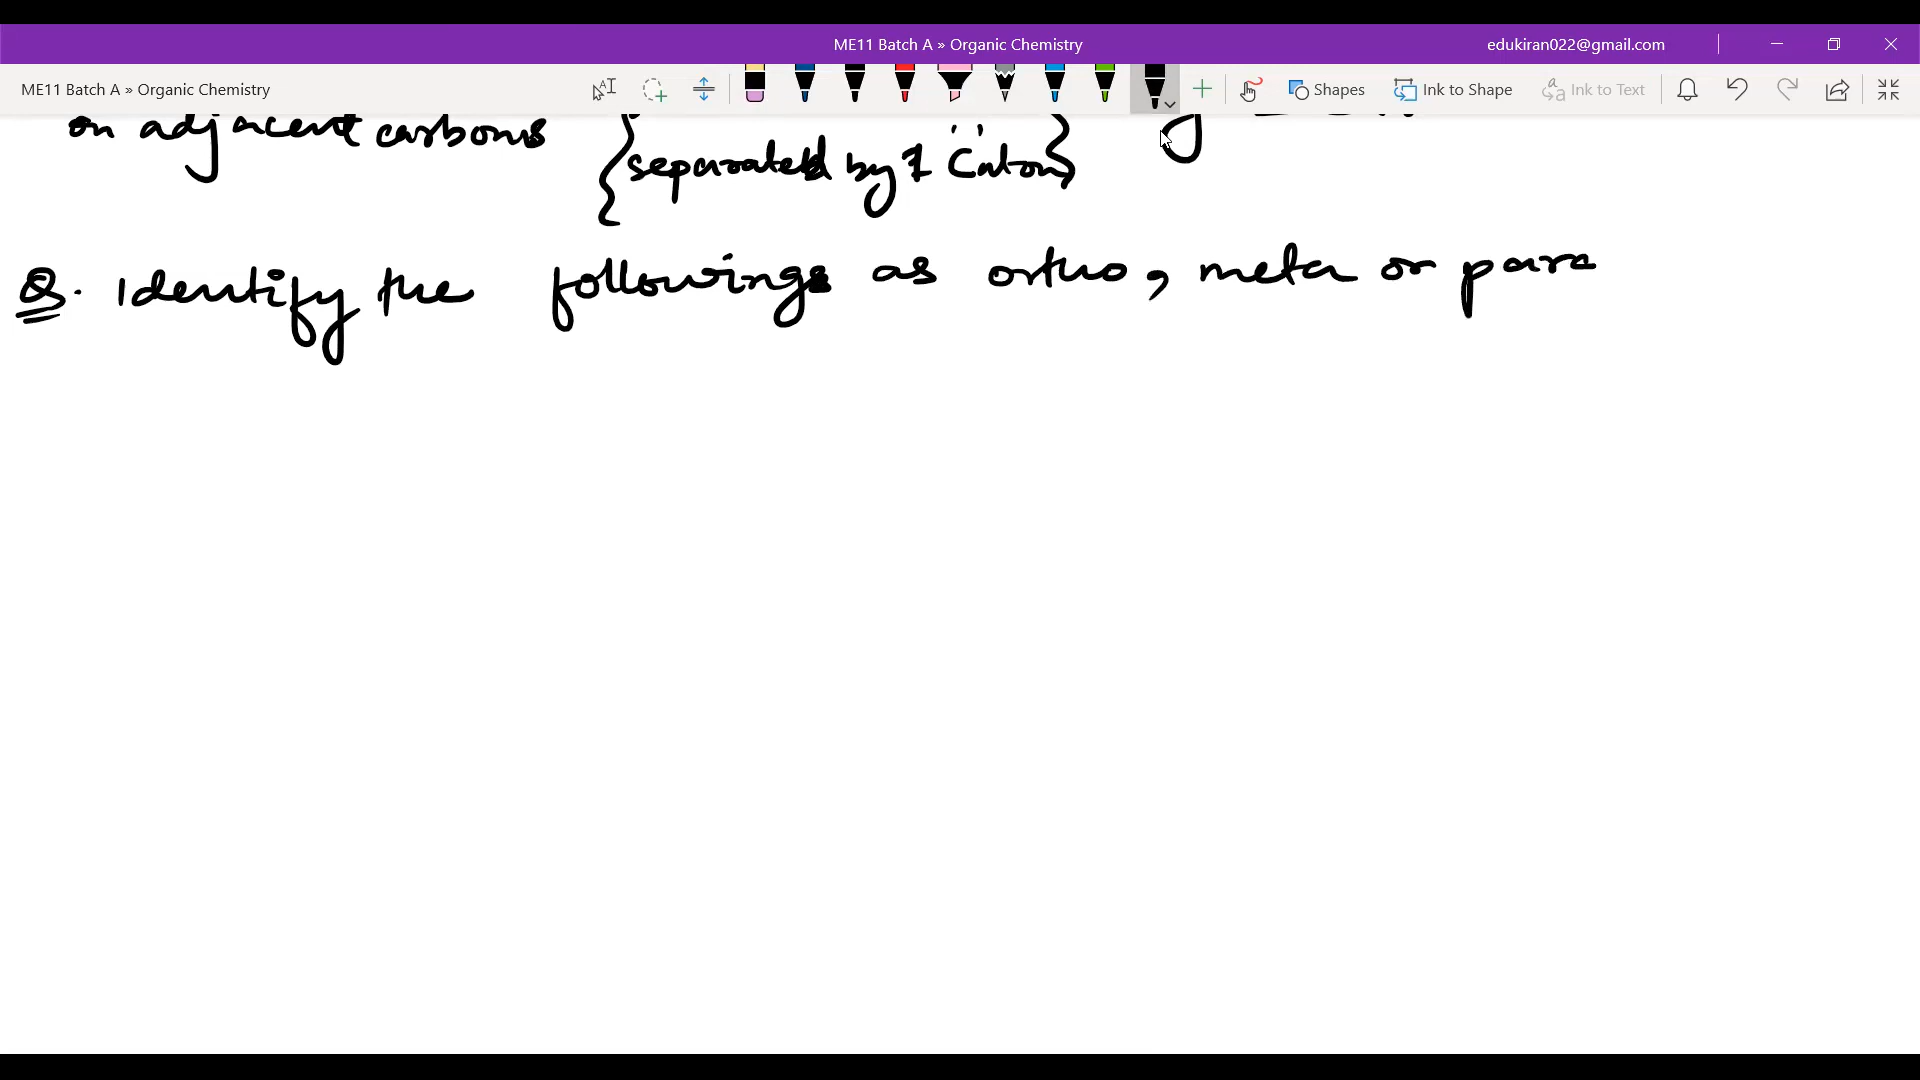 ME11 Batch A » Organic Chemistry
edukiran022@gmail.com
ME11 Batch A » Organic Chemistry
Shapes
Ink to Shape
Ink to Text
on adjacent carbons
separated by 1 C
Q. Identify the followings as ortho, meta or para